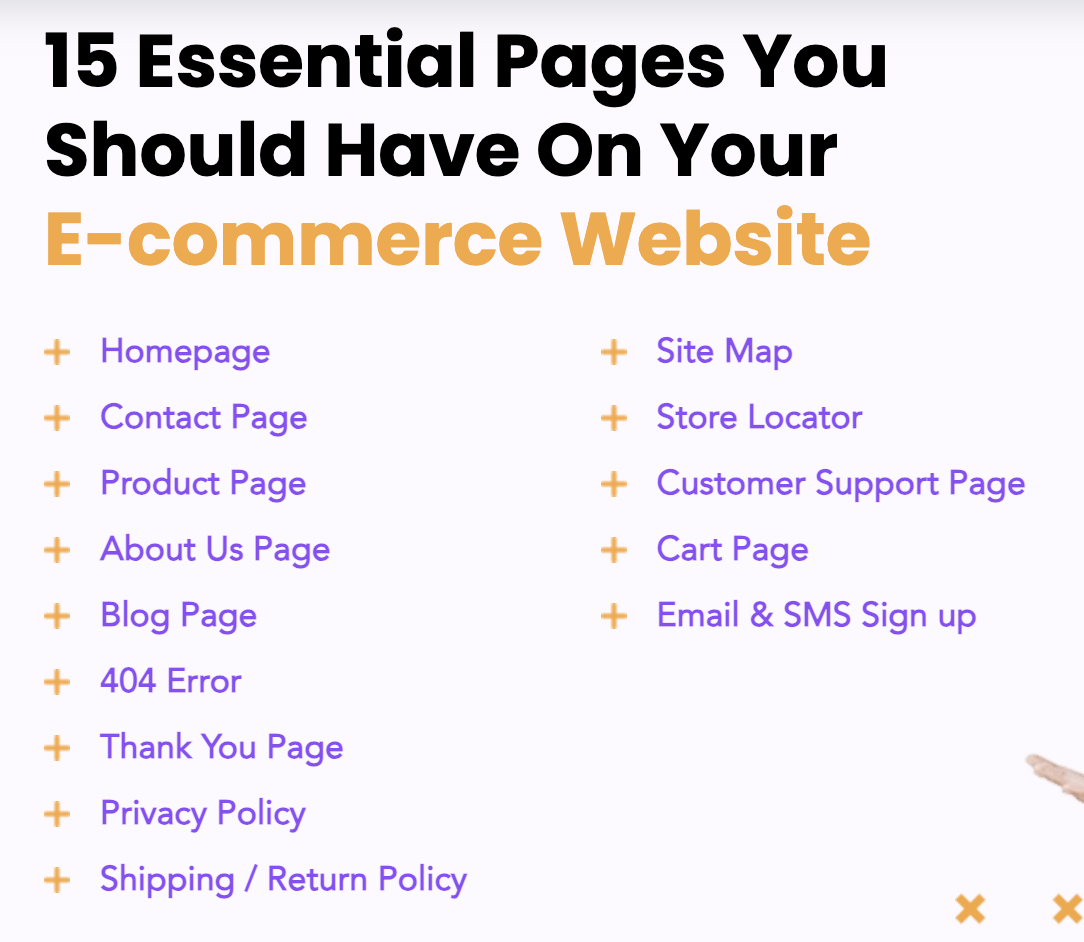 15 Essential Pages You
Should Have On Your
E-commerce Website
Homepage
Contact Page
Product Page
About Us Page
Blog Page
404 Error
Thank You Page
Privacy Policy
Shipping / Return Policy
Site Map
Store Locator
Customer Support Page
Cart Page
Email & SMS Sign up